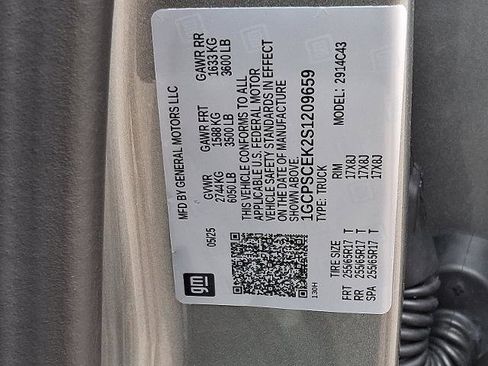 gm
MFD BY GENERAL MOTORS LLC
05/25
GVWR
2744KG
6050 LB
GAWR FRT
1588 KG
3500 LB
GAWR RR
1633 KG
3600 LB
THIS VEHICLE CONFORMS TO ALL
APPLICABLE U.S. FEDERAL MOTOR
VEHICLE SAFETY STANDARDS IN EFFECT
ON THE DATE OF MANUFACTURE
SHOWN ABOVE.
1GCPSCEK2S1209659
TYPE: TRUCK
MODEL: 2914C43
130H
TIRE SIZE RIM
FRT 255/65R17 T 17X8J
RR 255/65R17 T 17X8J
SPA 255/65R17 T 17X8J